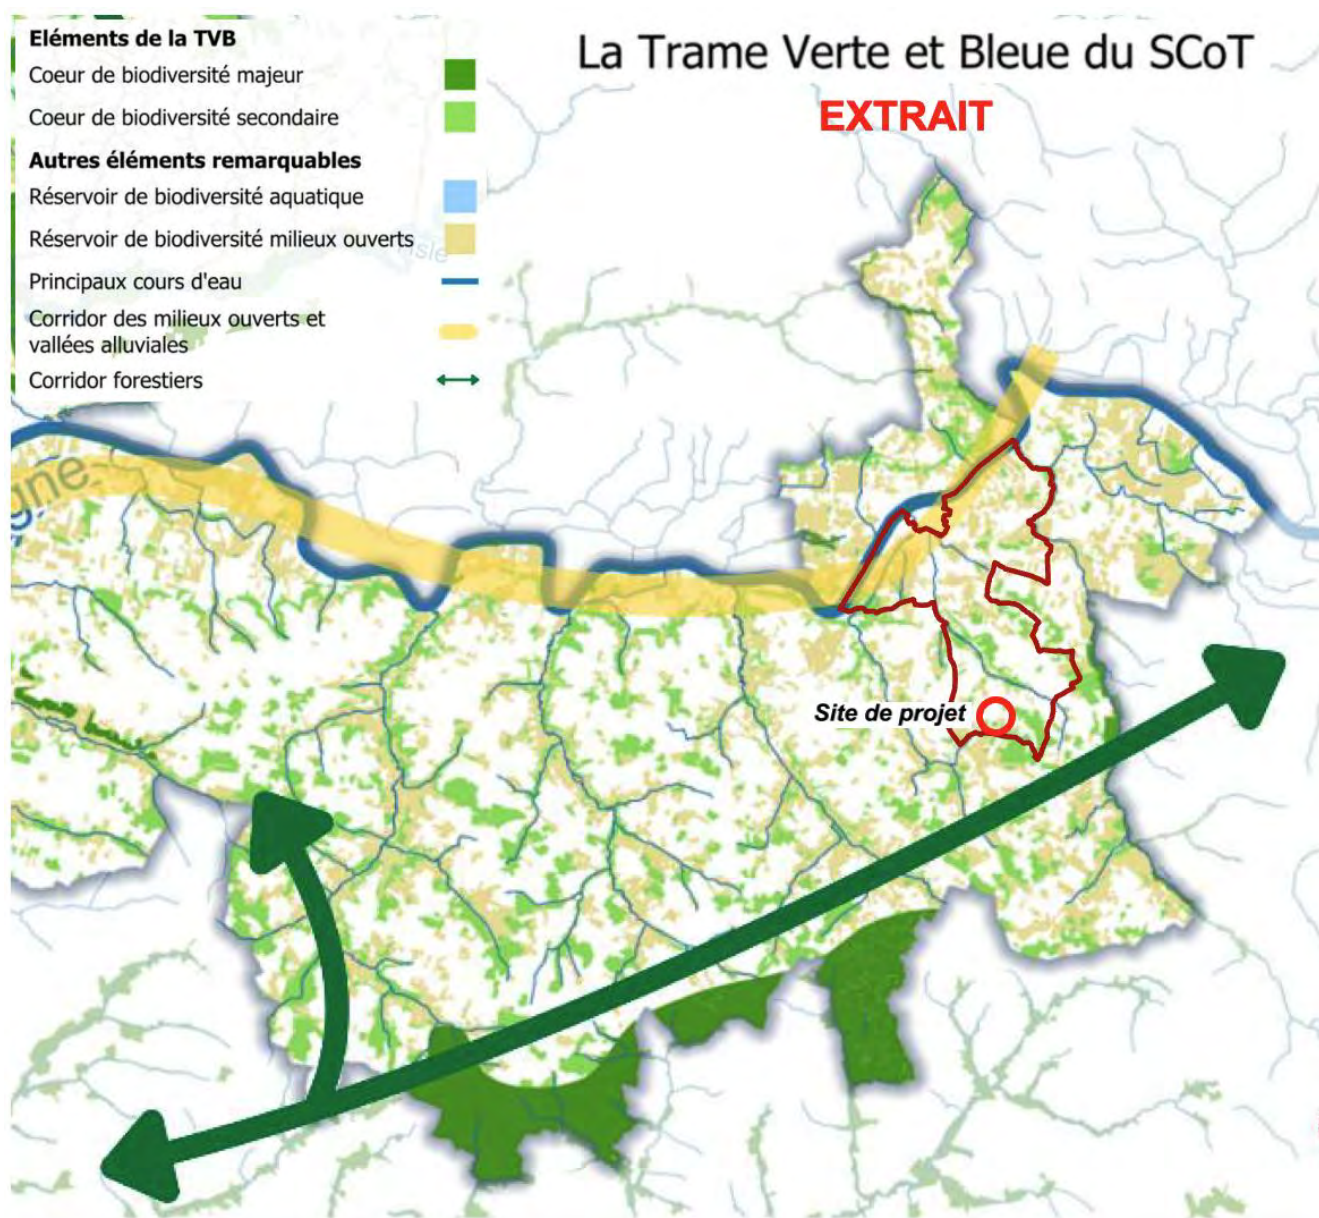 Eléments de la TVB
Coeur de biodiversité majeur
Coeur de biodiversité secondaire
Autres éléments remarquables
Réservoir de biodiversité aquatique
Réservoir de biodiversité milieux ouverts
Principaux cours d'eau
Corridor des milieux ouverts et
vallées alluviales
Corridor forestiers
La Trame Verte et Bleue du SCoT
EXTRAIT
Isle
gne
Site de projet